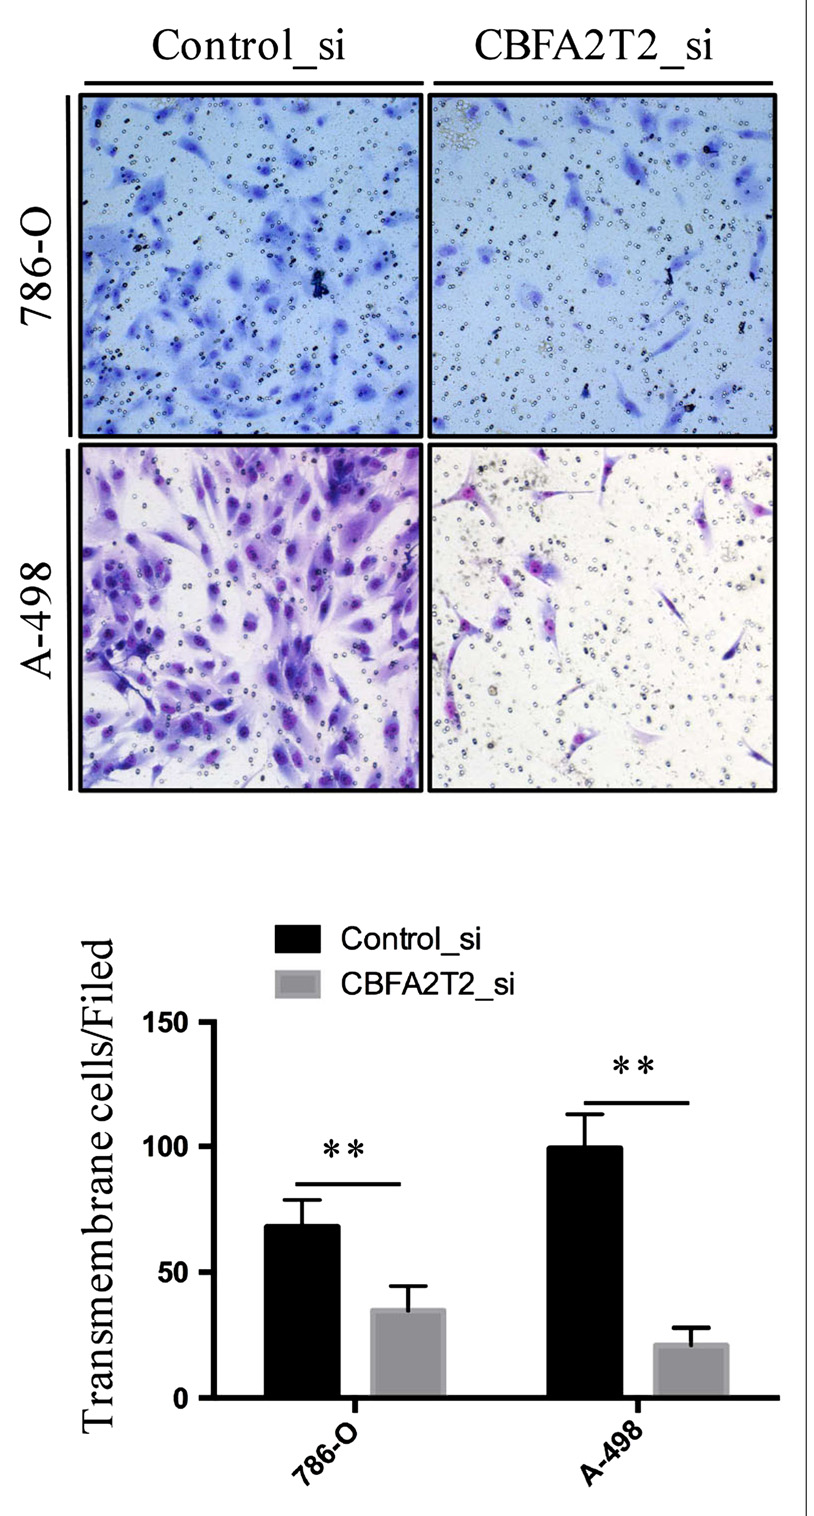 Control_si
CBFA2T2_si
786-O
A-498
Control_si
CBFA2T2_si
Transmembrane cells/Filed
150
100
50
0
**
**
786-O
A-498